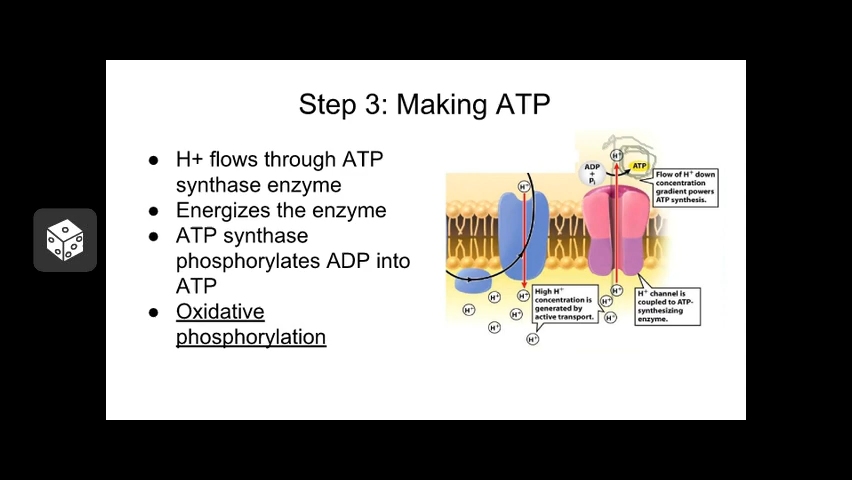 Step 3: Making ATP
● H+ flows through ATP
synthase enzyme
● Energizes the enzyme
● ATP synthase
phosphorylates ADP into
ATP
● Oxidative
phosphorylation
H+
ADP
+
Pi
ATP
Flow of H+ down
concentration
gradient powers
ATP synthesis.
H+
H+
H+
H+
H+
H+
H+
H+
H+
H+
High H+
concentration is
generated by
active transport.
H+ channel is
coupled to ATP-
synthesizing
enzyme.